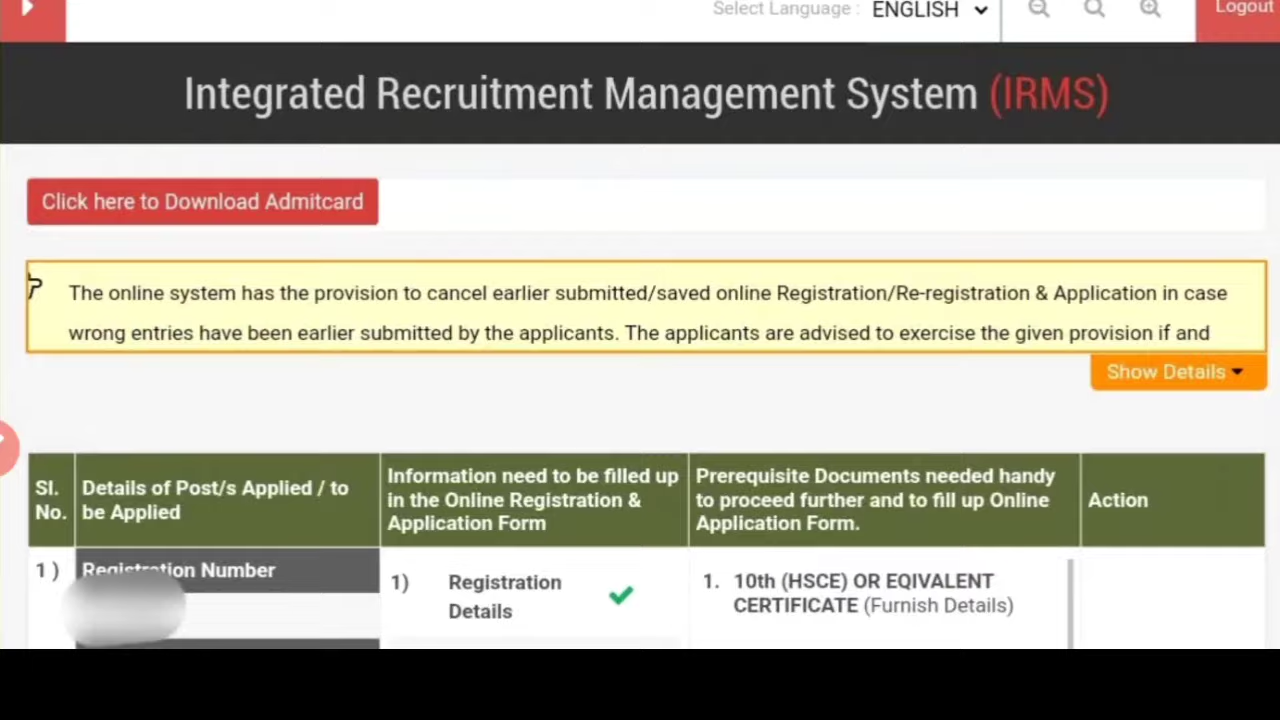 Select Language : ENGLISH
Logout
Integrated Recruitment Management System (IRMS)
Click here to Download Admitcard
The online system has the provision to cancel earlier submitted/saved online Registration/Re-registration & Application in case
wrong entries have been earlier submitted by the applicants. The applicants are advised to exercise the given provision if and
Show Details
Sl.
No.
Details of Post/s Applied / to
be Applied
Information need to be filled up
in the Online Registration &
Application Form
Prerequisite Documents needed handy
to proceed further and to fill up Online
Application Form.
Action
1 )
Registration Number
1) Registration
Details
1. 10th (HSCE) OR EQIVALENT
CERTIFICATE (Furnish Details)